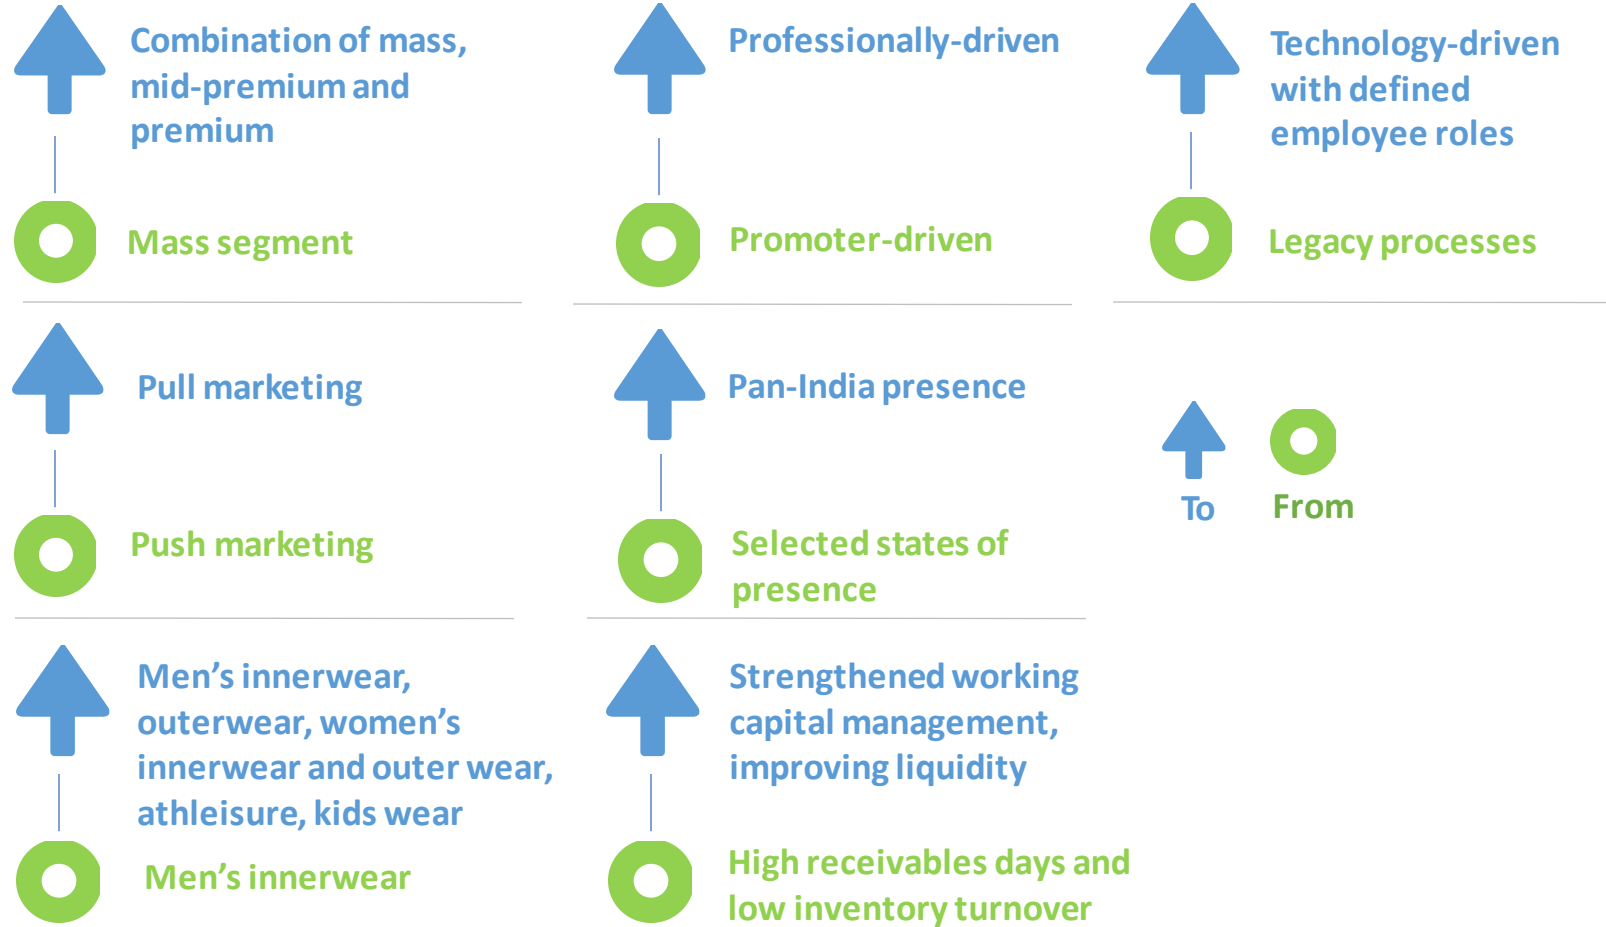 Combination of mass,
mid-premium and
premium
Mass segment
Professionally-driven
Promoter-driven
Technology-driven
with defined
employee roles
Legacy processes
Pull marketing
Push marketing
Pan-India presence
Selected states of
presence
To
From
Men’s innerwear,
outerwear, women’s
innerwear and outer wear,
athleisure, kids wear
Men’s innerwear
Strengthened working
capital management,
improving liquidity
High receivables days and
low inventory turnover